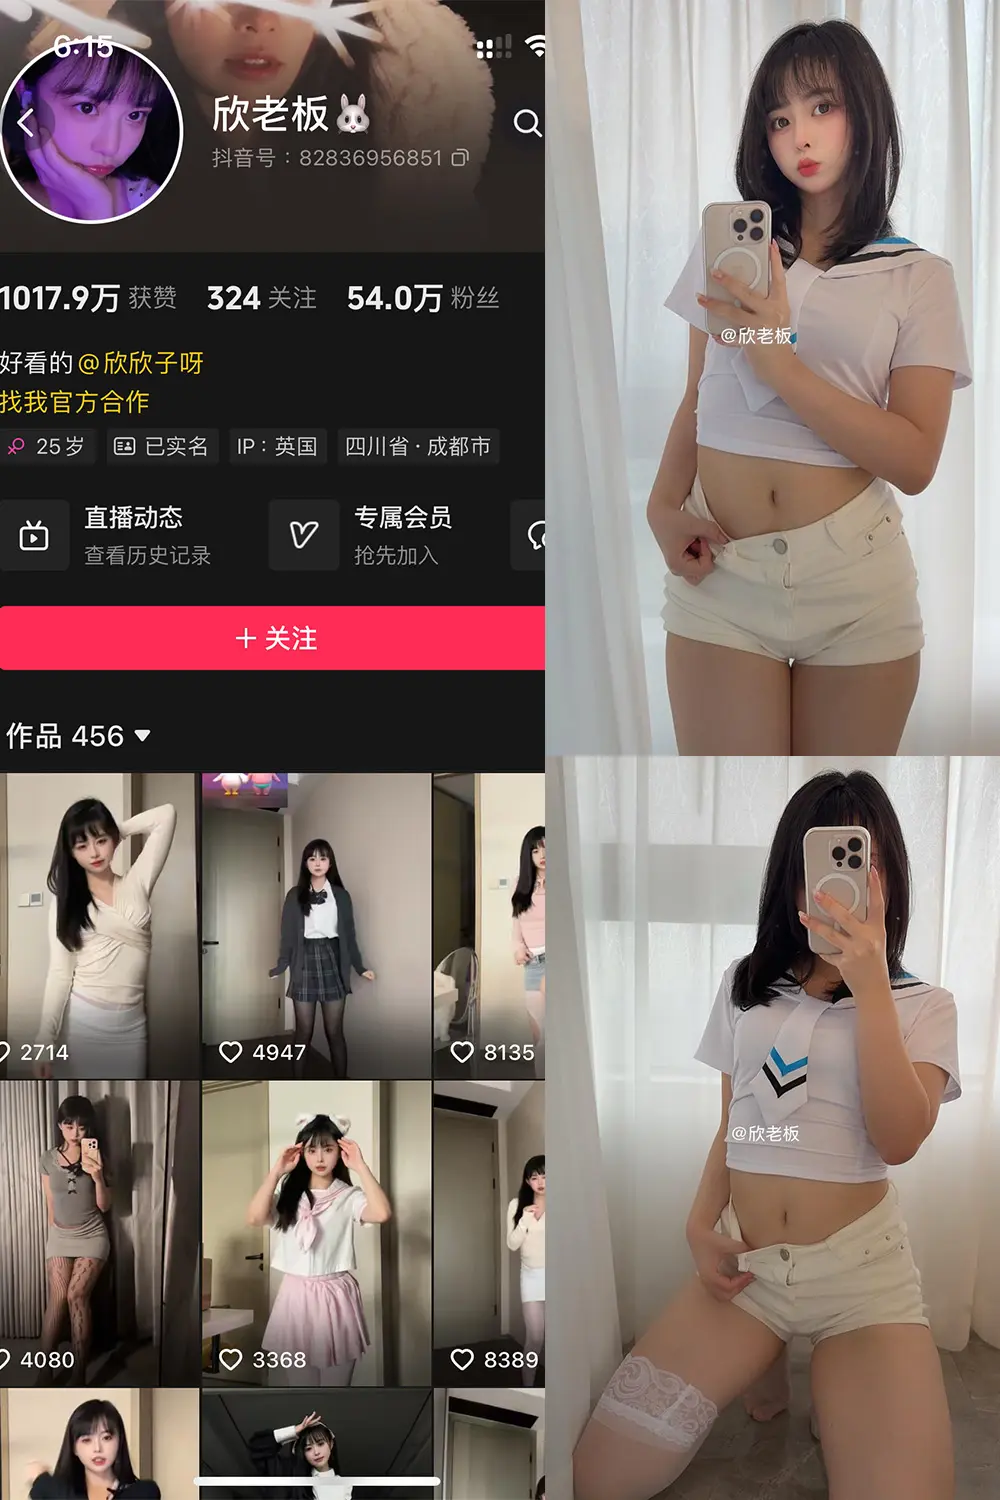 6:15
欣老板🐰
抖音号：82836956851
1017.9万 获赞 324 关注 54.0万 粉丝
好看的@欣欣子呀
找我官方合作
25岁 已实名 IP：英国 四川省·成都市
直播动态
查看历史记录
专属会员
抢先加入
+ 关注
作品 456
2714
4947
8135
4080
3368
8389
@欣老板
@欣老板